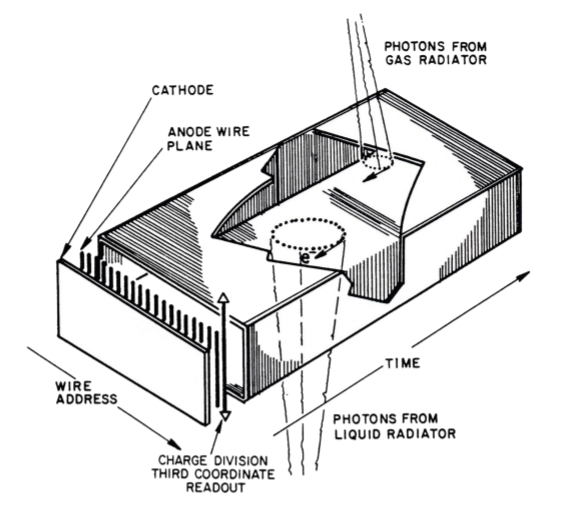 PHOTONS FROM
GAS RADIATOR
CATHODE
ANODE WIRE
PLANE
e
TIME
WIRE
ADDRESS
PHOTONS FROM
LIQUID RADIATOR
CHARGE DIVISION
THIRD COORDINATE
READOUT